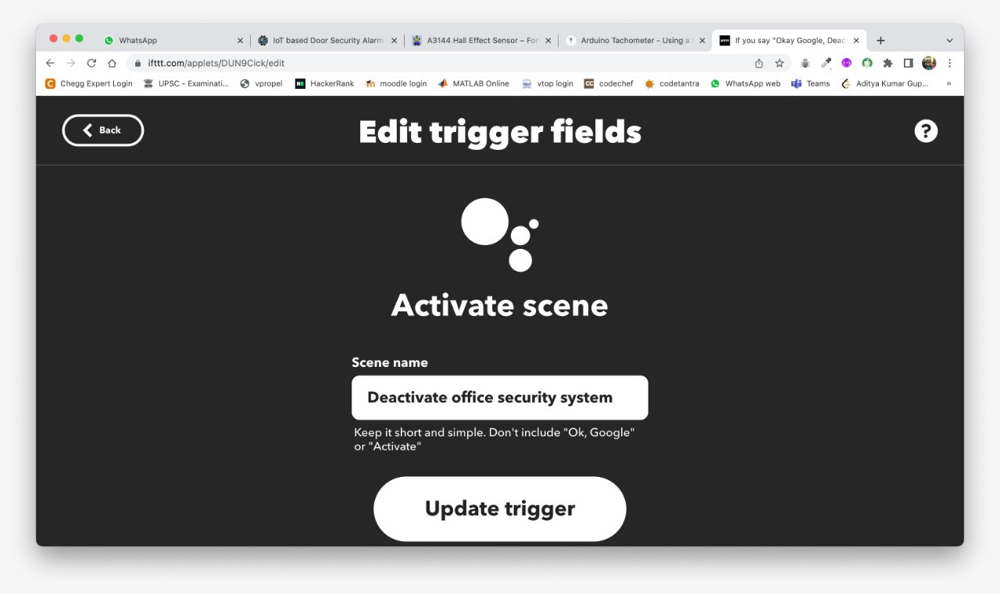 WhatsApp
IoT based Door Security Alarm
A3144 Hall Effect Sensor – For
Arduino Tachometer - Using a
If you say "Okay Google, Deac
ifttt.com/applets/DUN9Cick/edit
Chegg Expert Login
UPSC - Examinati...
vpropel
HackerRank
moodle login
MATLAB Online
vtop login
CC
codechef
codetantra
WhatsApp web
Teams
Aditya Kumar Gup...
»
Back
Edit trigger fields
?
Activate scene
Scene name
Deactivate office security system
Keep it short and simple. Don't include "Ok, Google"
or "Activate"
Update trigger